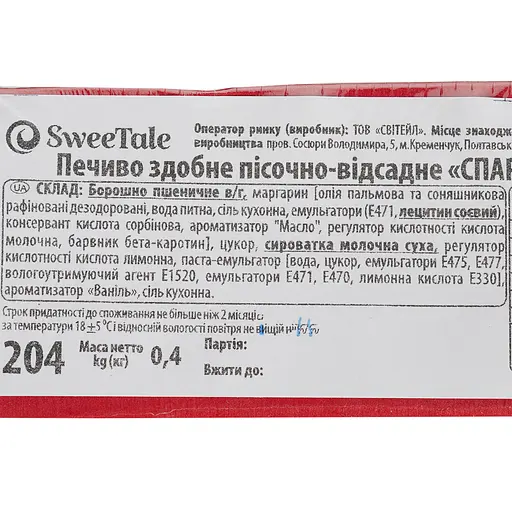 SweeTale
Оператор ринку (виробник): ТОВ «СВІТЕЙЛ». Місце знаходж
виробництва пров. Сосюри Володимира, 5, м. Кременчук, Полтавськ
Печиво здобне пісочно-відсадне «СПАР
UA СКЛАД: Борошно пшеничне в/г, маргарин [олія пальмова та соняшникова
рафіновані дезодоровані, вода питна, сіль кухонна, емульгатори (Е471, лецитин соєвий),
консервант кислота сорбінова, ароматизатор "Масло", регулятор кислотності кислота
молочна, барвник бета-каротин], цукор, сироватка молочна суха, регулятор
кислотності кислота лимонна, паста-емульгатор [вода, цукор, емульгатори Е475, Е477,
вологоутримуючий агент Е1520, емульгатори Е471, Е470, лимонна кислота Е330],
ароматизатор «Ваніль», сіль кухонна.
Строк придатності до споживання не більше ніж 2 місяці
за температури 18±5°С і відносній вологості повітря не вищій ніж 75%
204 Маса нетто kg (кг) 0,4
Партія:
Вжити до: